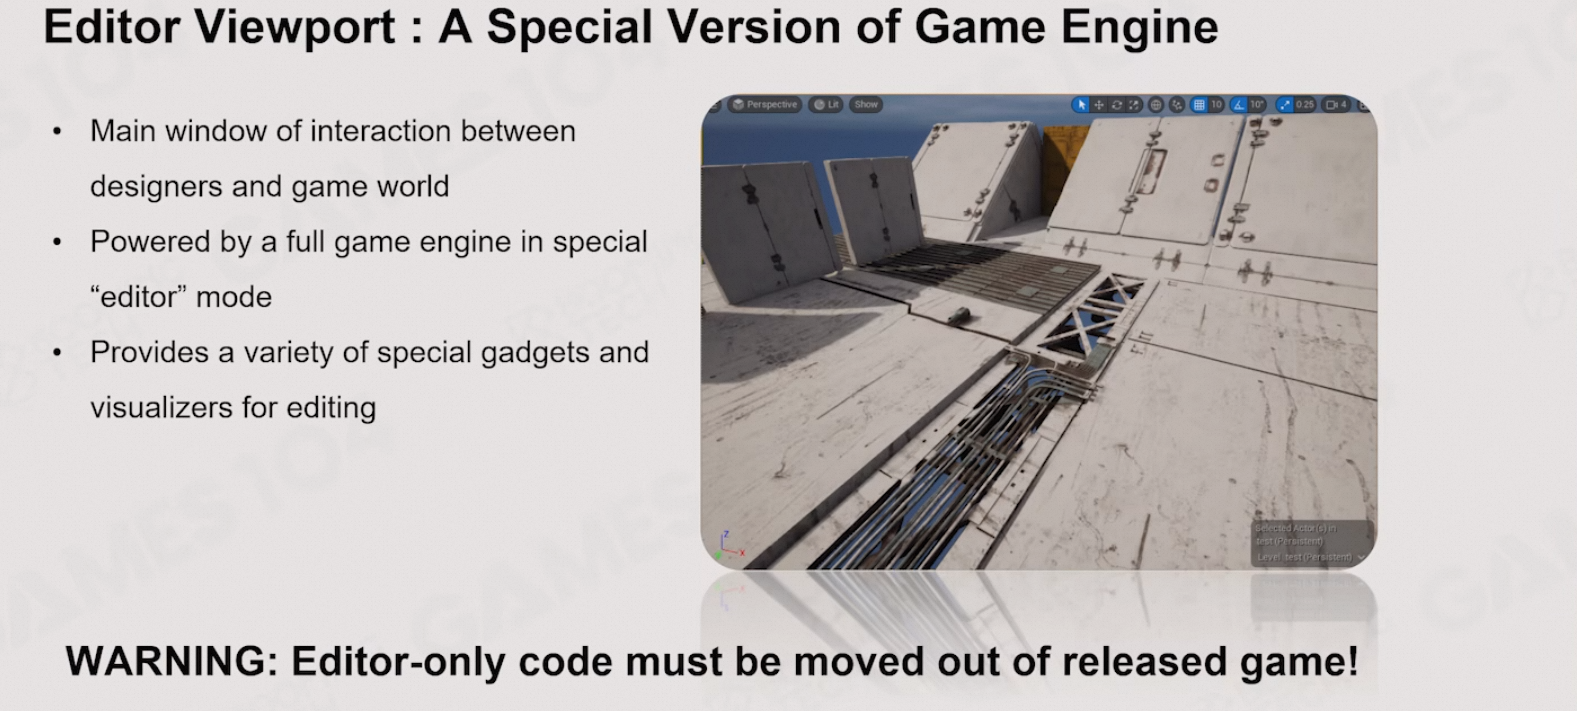 Editor Viewport : A Special Version of Game Engine
• Main window of interaction between
designers and game world
• Powered by a full game engine in special
“editor” mode
• Provides a variety of special gadgets and
visualizers for editing
Perspective Lit Show 10 10° 0.25 4
Z
X
Selected Actor(s) in
test (Persistent)
Level: test (Persistent)
WARNING: Editor-only code must be moved out of released game!
GAMES 104